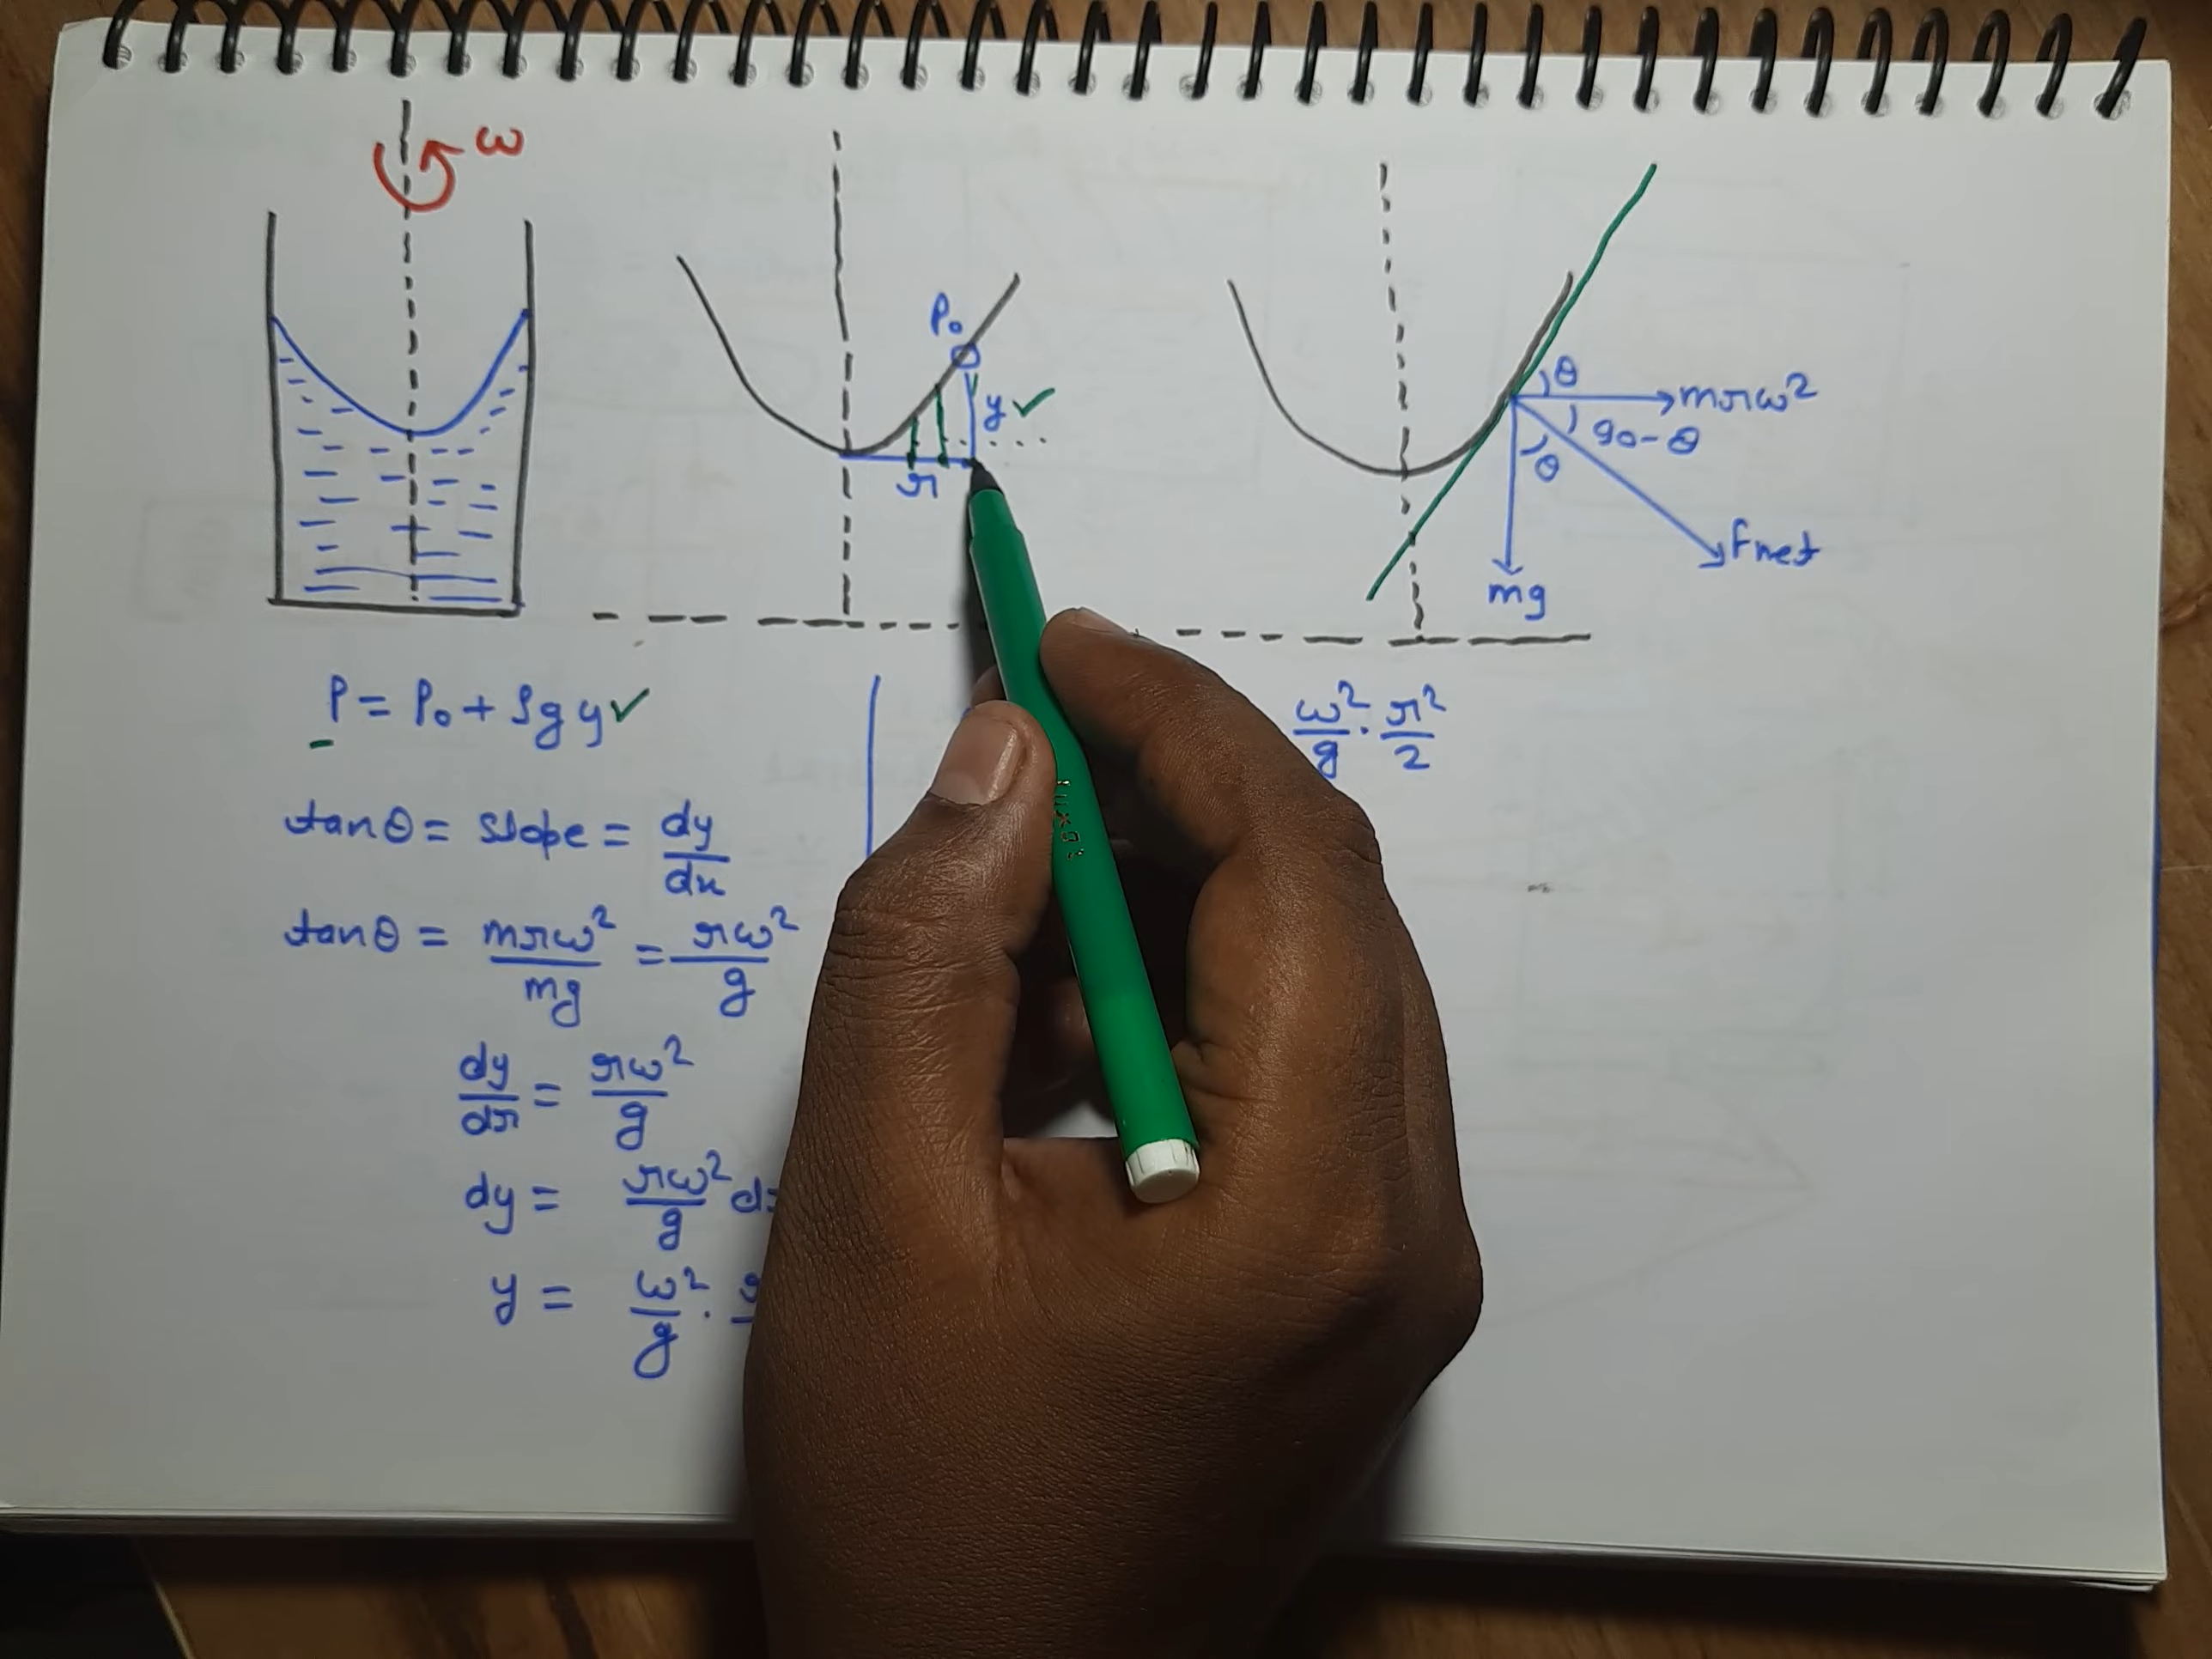 ω
P₀
y ✓
r
θ
mrω²
90-θ
θ
Fnet
mg
P = P₀ + ρgy ✓
tanθ = slope = dy/dx
tanθ = mrω²/mg = rω²/g
dy/dr = rω²/g
dy = rω²/g
y = ω²/g ·
ω²/g · r²/2